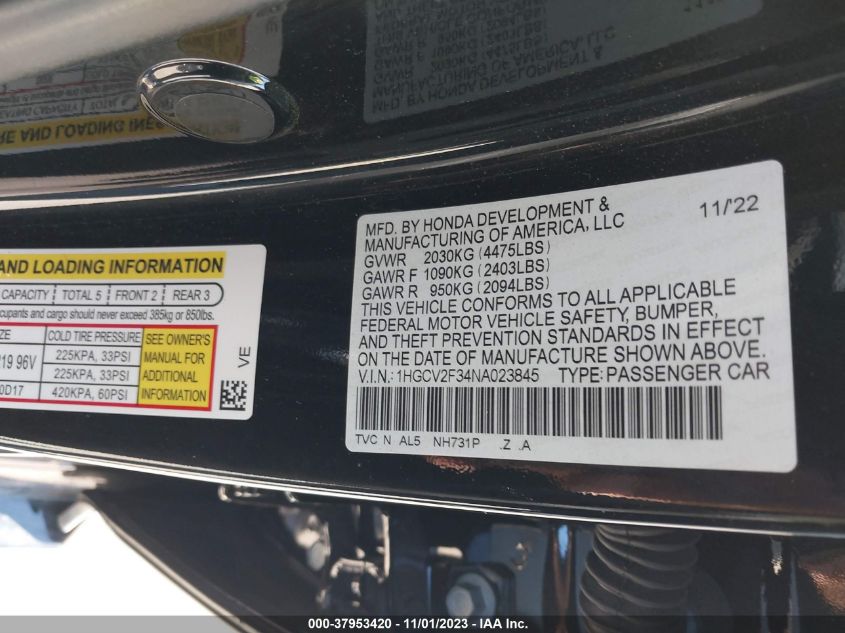 MFD. BY HONDA DEVELOPMENT & 11/'22
MANUFACTURING OF AMERICA, LLC
GVWR 2030KG (4475LBS)
GAWR F 1090KG (2403LBS)
GAWR R 950KG (2094LBS)
THIS VEHICLE CONFORMS TO ALL APPLICABLE
FEDERAL MOTOR VEHICLE SAFETY, BUMPER,
AND THEFT PREVENTION STANDARDS IN EFFECT
ON THE DATE OF MANUFACTURE SHOWN ABOVE.
V.I.N.: 1HGCV2F34NA023845 TYPE: PASSENGER CAR
TVC N AL5 NH731P .Z .A
AND LOADING INFORMATION
CAPACITY TOTAL 5 FRONT 2 REAR 3
cupants and cargo should never exceed 385kg or 850lbs.
ZE COLD TIRE PRESSURE SEE OWNER'S
R19 96V 225KPA, 33PSI MANUAL FOR
225KPA, 33PSI ADDITIONAL
0D17 420KPA, 60PSI INFORMATION
VE
000-37953420 - 11/01/2023 - IAA Inc.